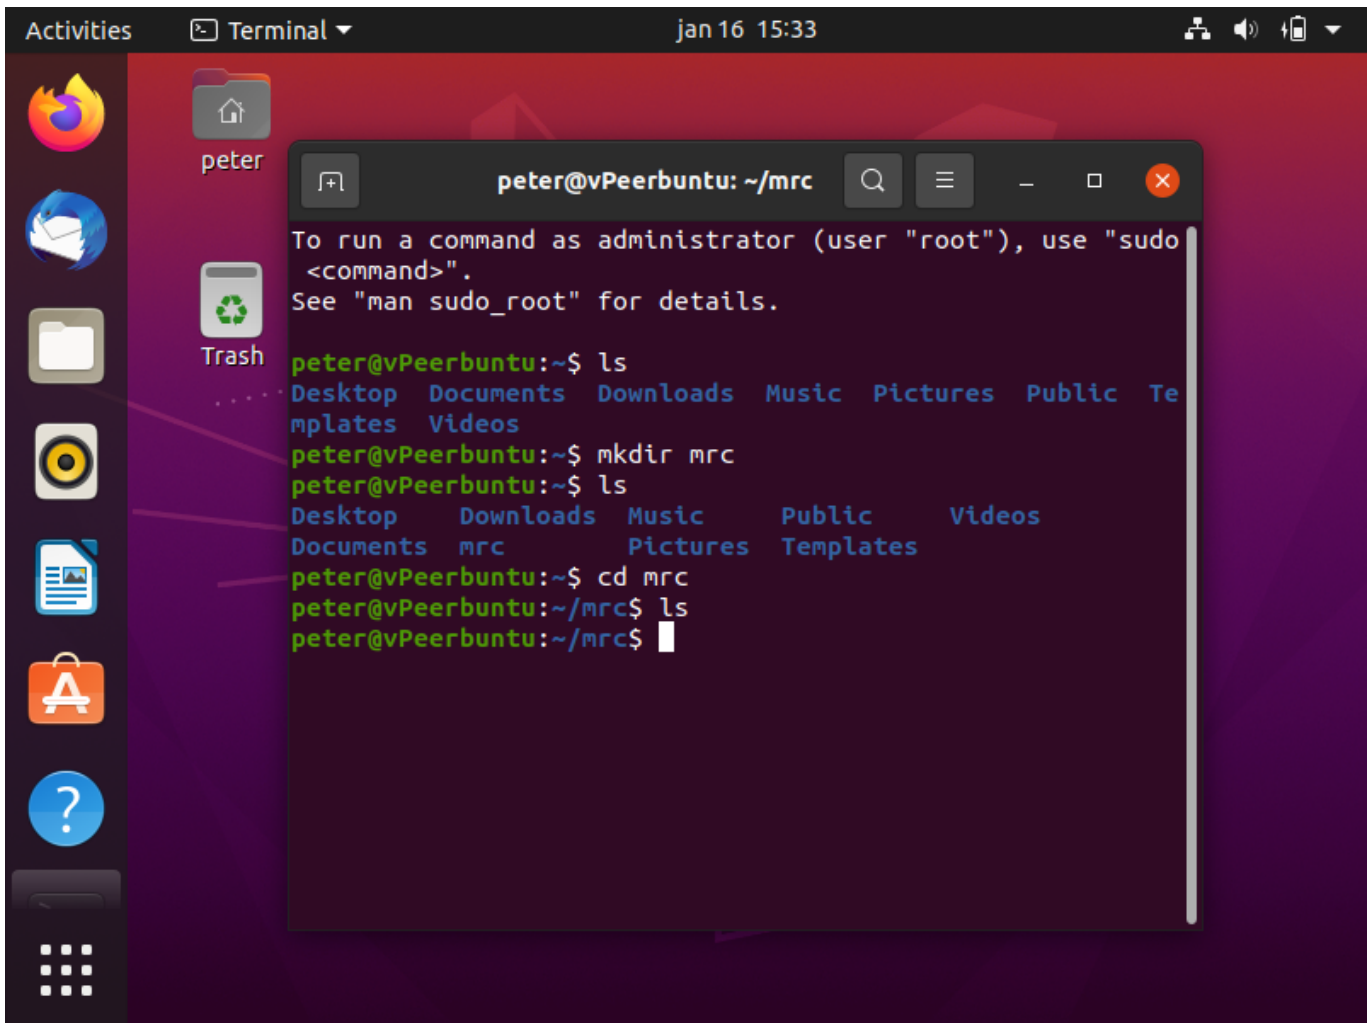 Activities Terminal jan 16 15:33
peter
Trash
peter@vPeerbuntu: ~/mrc
To run a command as administrator (user "root"), use "sudo
 <command>".
See "man sudo_root" for details.
peter@vPeerbuntu:~$ ls
Desktop  Documents  Downloads  Music  Pictures  Public  Te
mplates  Videos
peter@vPeerbuntu:~$ mkdir mrc
peter@vPeerbuntu:~$ ls
Desktop    Downloads  Music     Public     Videos
Documents  mrc        Pictures  Templates
peter@vPeerbuntu:~$ cd mrc
peter@vPeerbuntu:~/mrc$ ls
peter@vPeerbuntu:~/mrc$